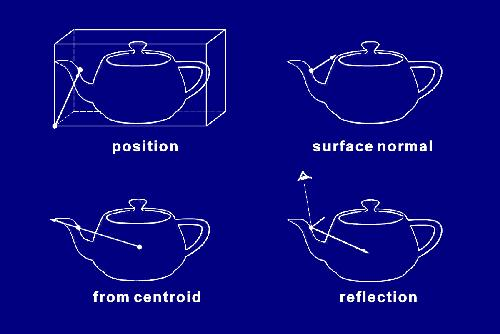 position
surface normal
from centroid
reflection